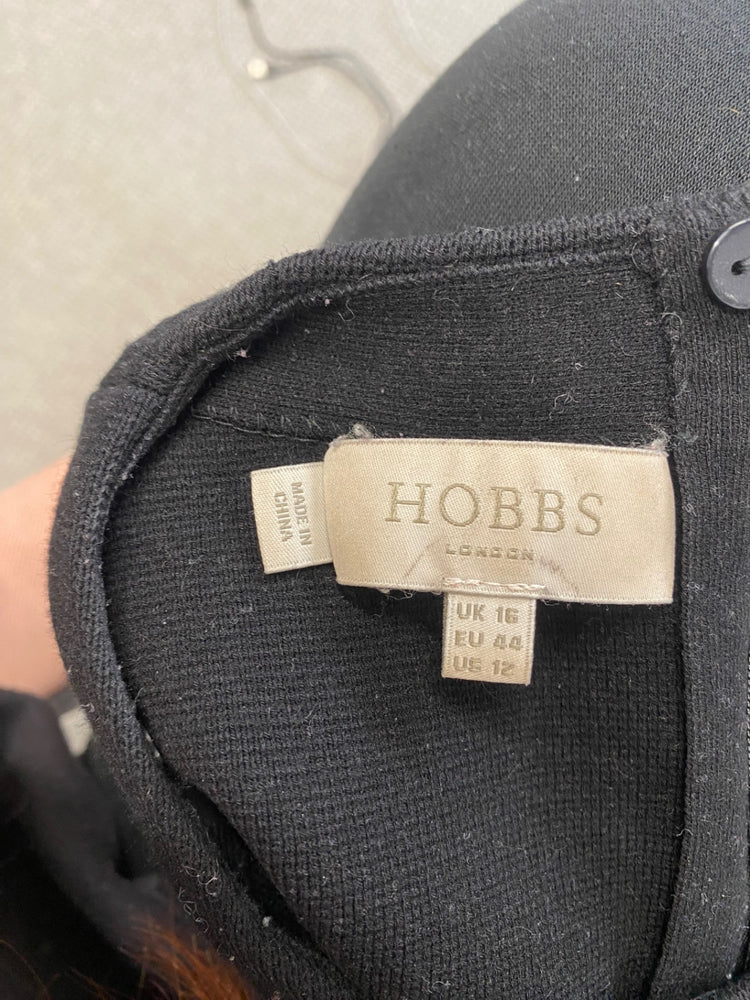 HOBBS
LONDON
MADE IN
CHINA
UK 16
EU 44
US 12